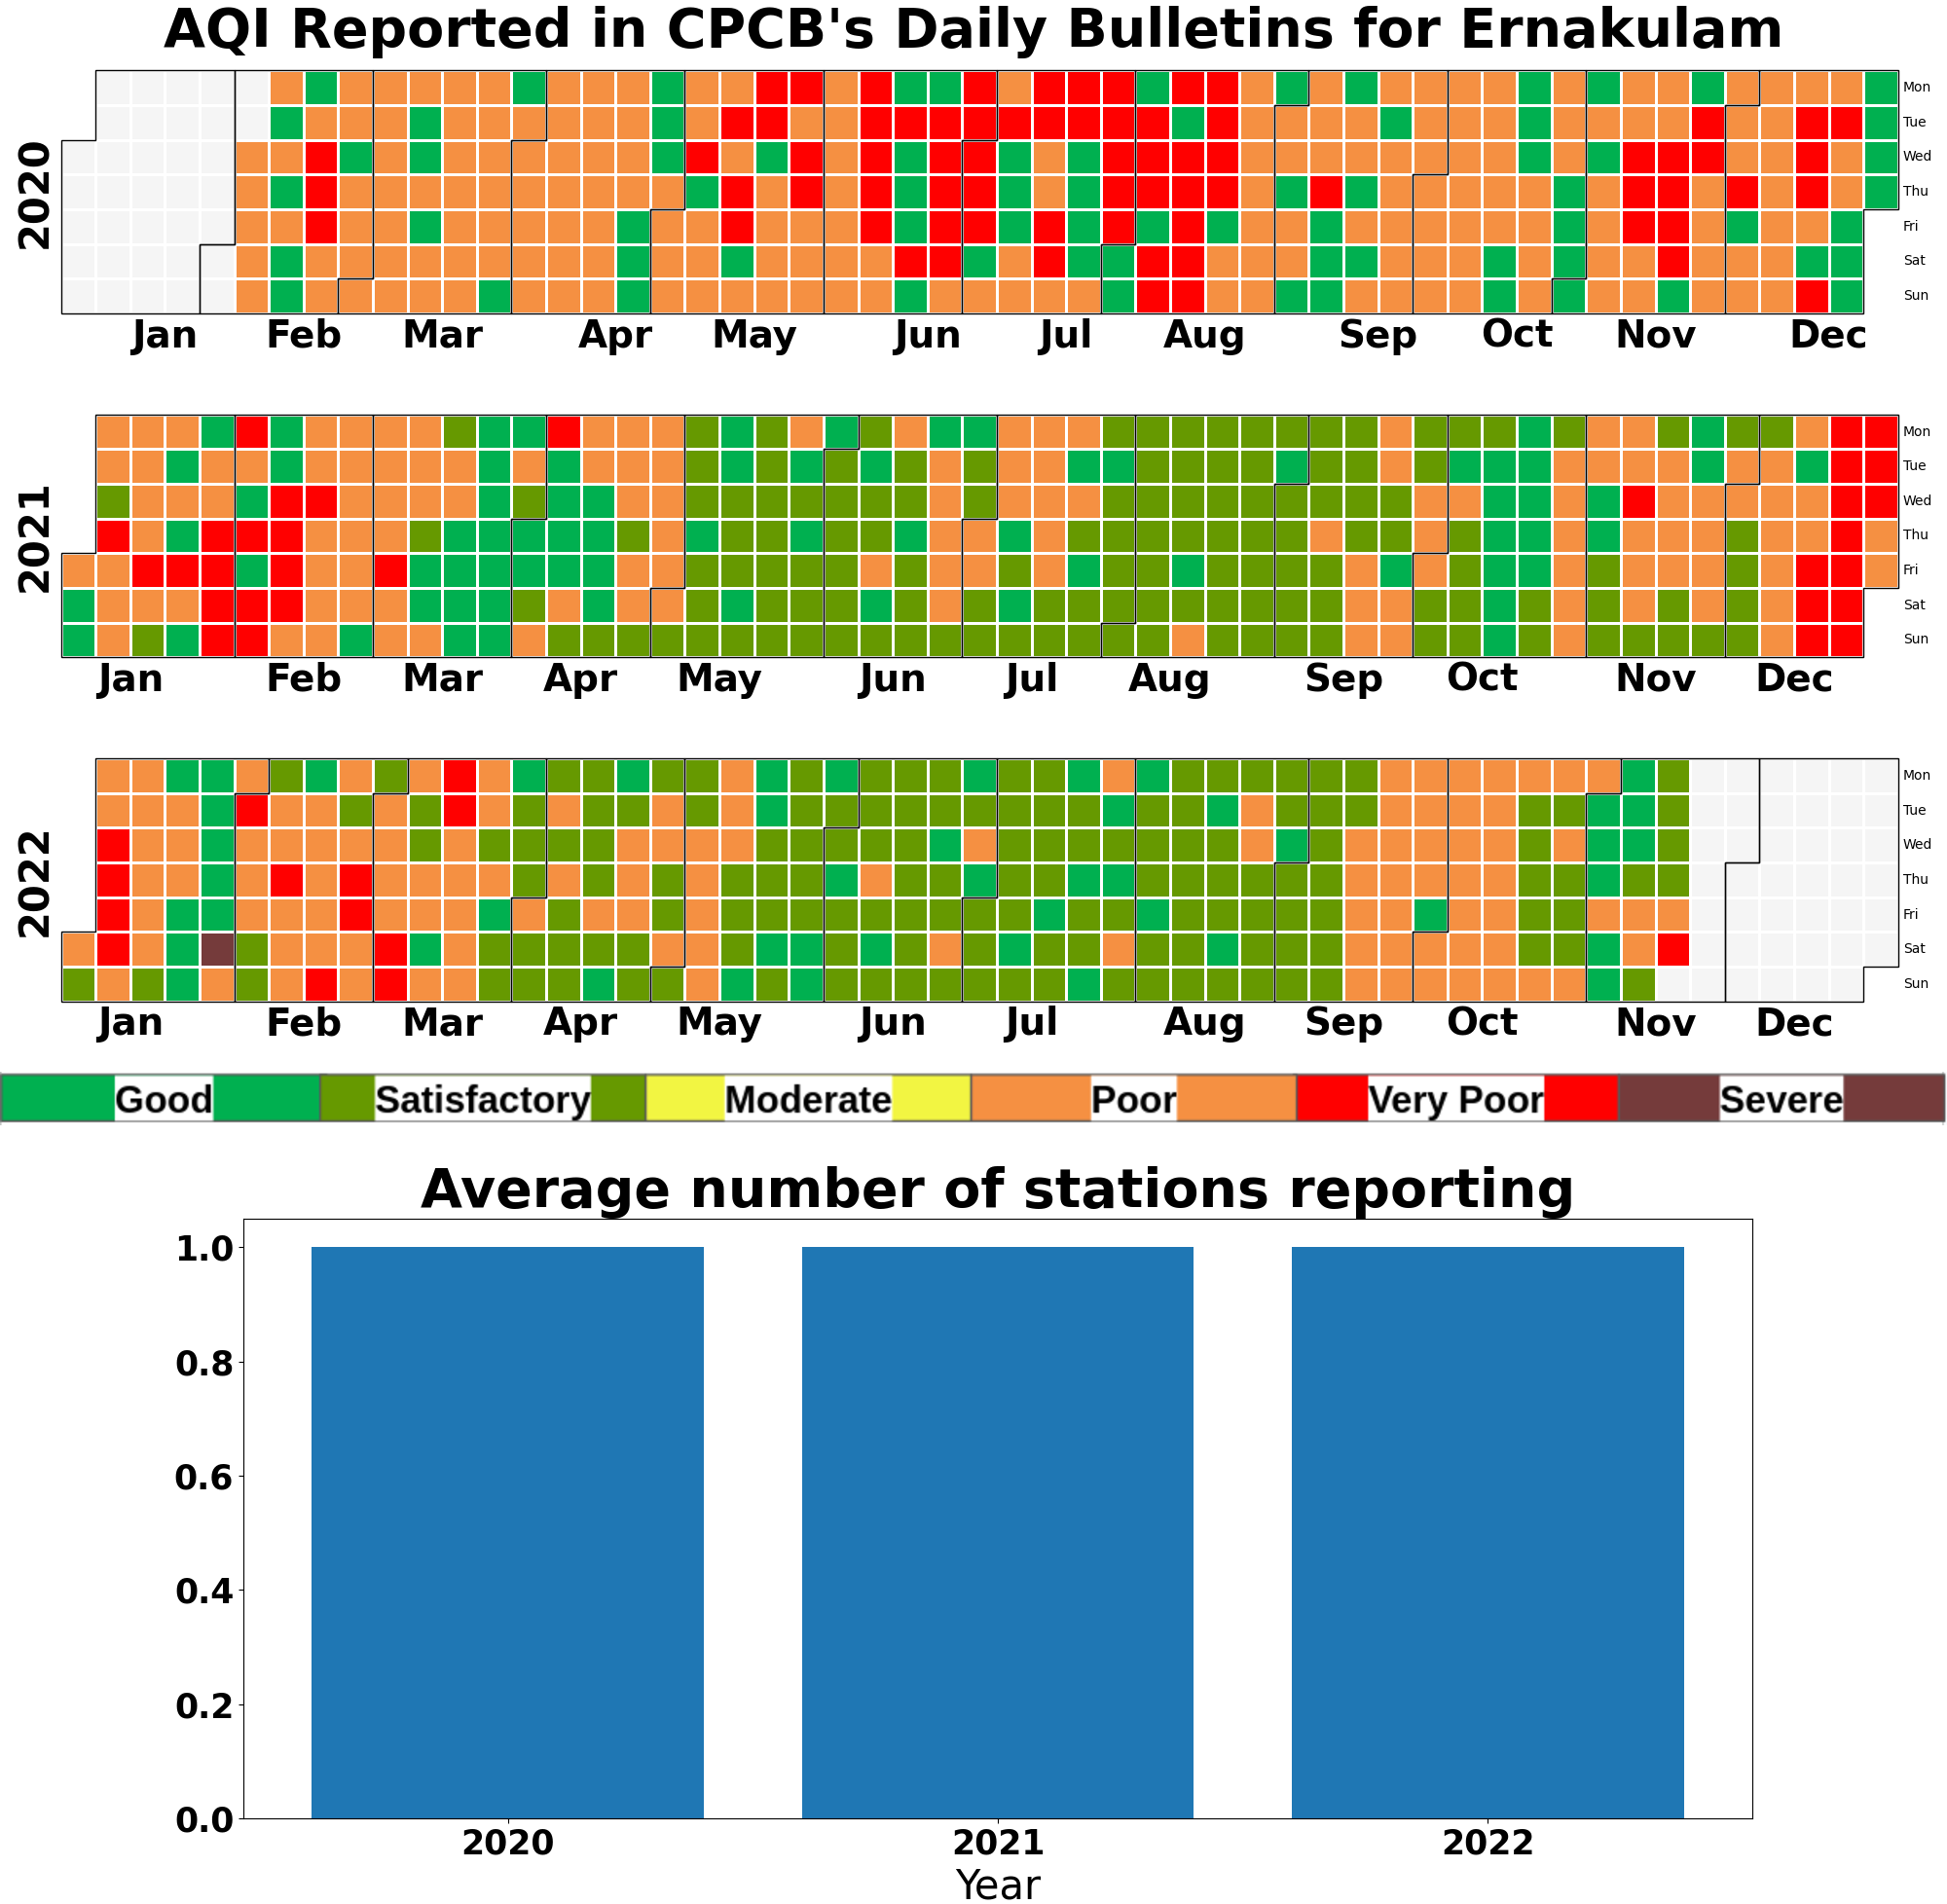 AQI Reported in CPCB's Daily Bulletins for Ernakulam
2020
Mon
Tue
Wed
Thu
Fri
Sat
Sun
Jan Feb Mar Apr May Jun Jul Aug Sep Oct Nov Dec
2021
Mon
Tue
Wed
Thu
Fri
Sat
Sun
Jan Feb Mar Apr May Jun Jul Aug Sep Oct Nov Dec
2022
Mon
Tue
Wed
Thu
Fri
Sat
Sun
Jan Feb Mar Apr May Jun Jul Aug Sep Oct Nov Dec
Good Satisfactory Moderate Poor Very Poor Severe
Average number of stations reporting
1.0
0.8
0.6
0.4
0.2
0.0
2020 2021 2022
Year